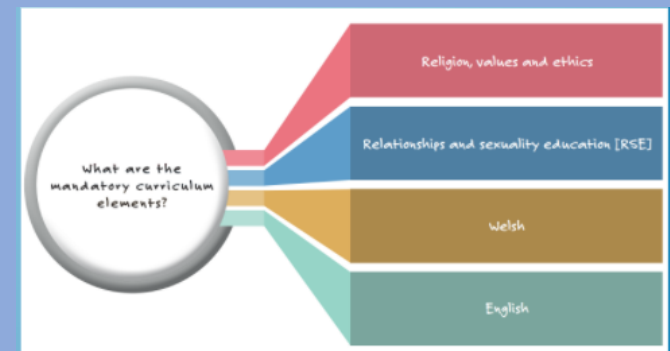 What are the
mandatory curriculum
elements?
Religion, values and ethics
Relationships and sexuality education [RSE]
Welsh
English